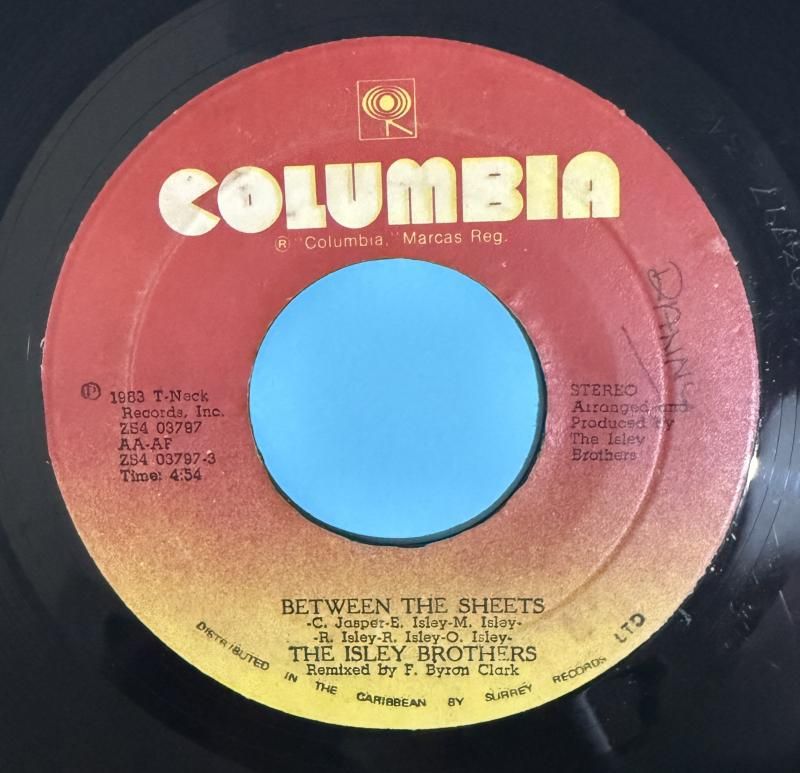 COLUMBIA
® "Columbia," Marcas Reg.
DANNY
℗ 1983 T-Neck
Records, Inc.
ZS4 03797
AA-AF
ZS4 03797-3
Time: 4:54
STEREO
Arranged and
Produced by
The Isley
Brothers
BETWEEN THE SHEETS
-C. Jasper-E. Isley-M. Isley-
-R. Isley-R. Isley-O. Isley-
THE ISLEY BROTHERS
Remixed by F. Byron Clark
DISTRIBUTED IN THE CARIBBEAN BY SURREY RECORDS LTD